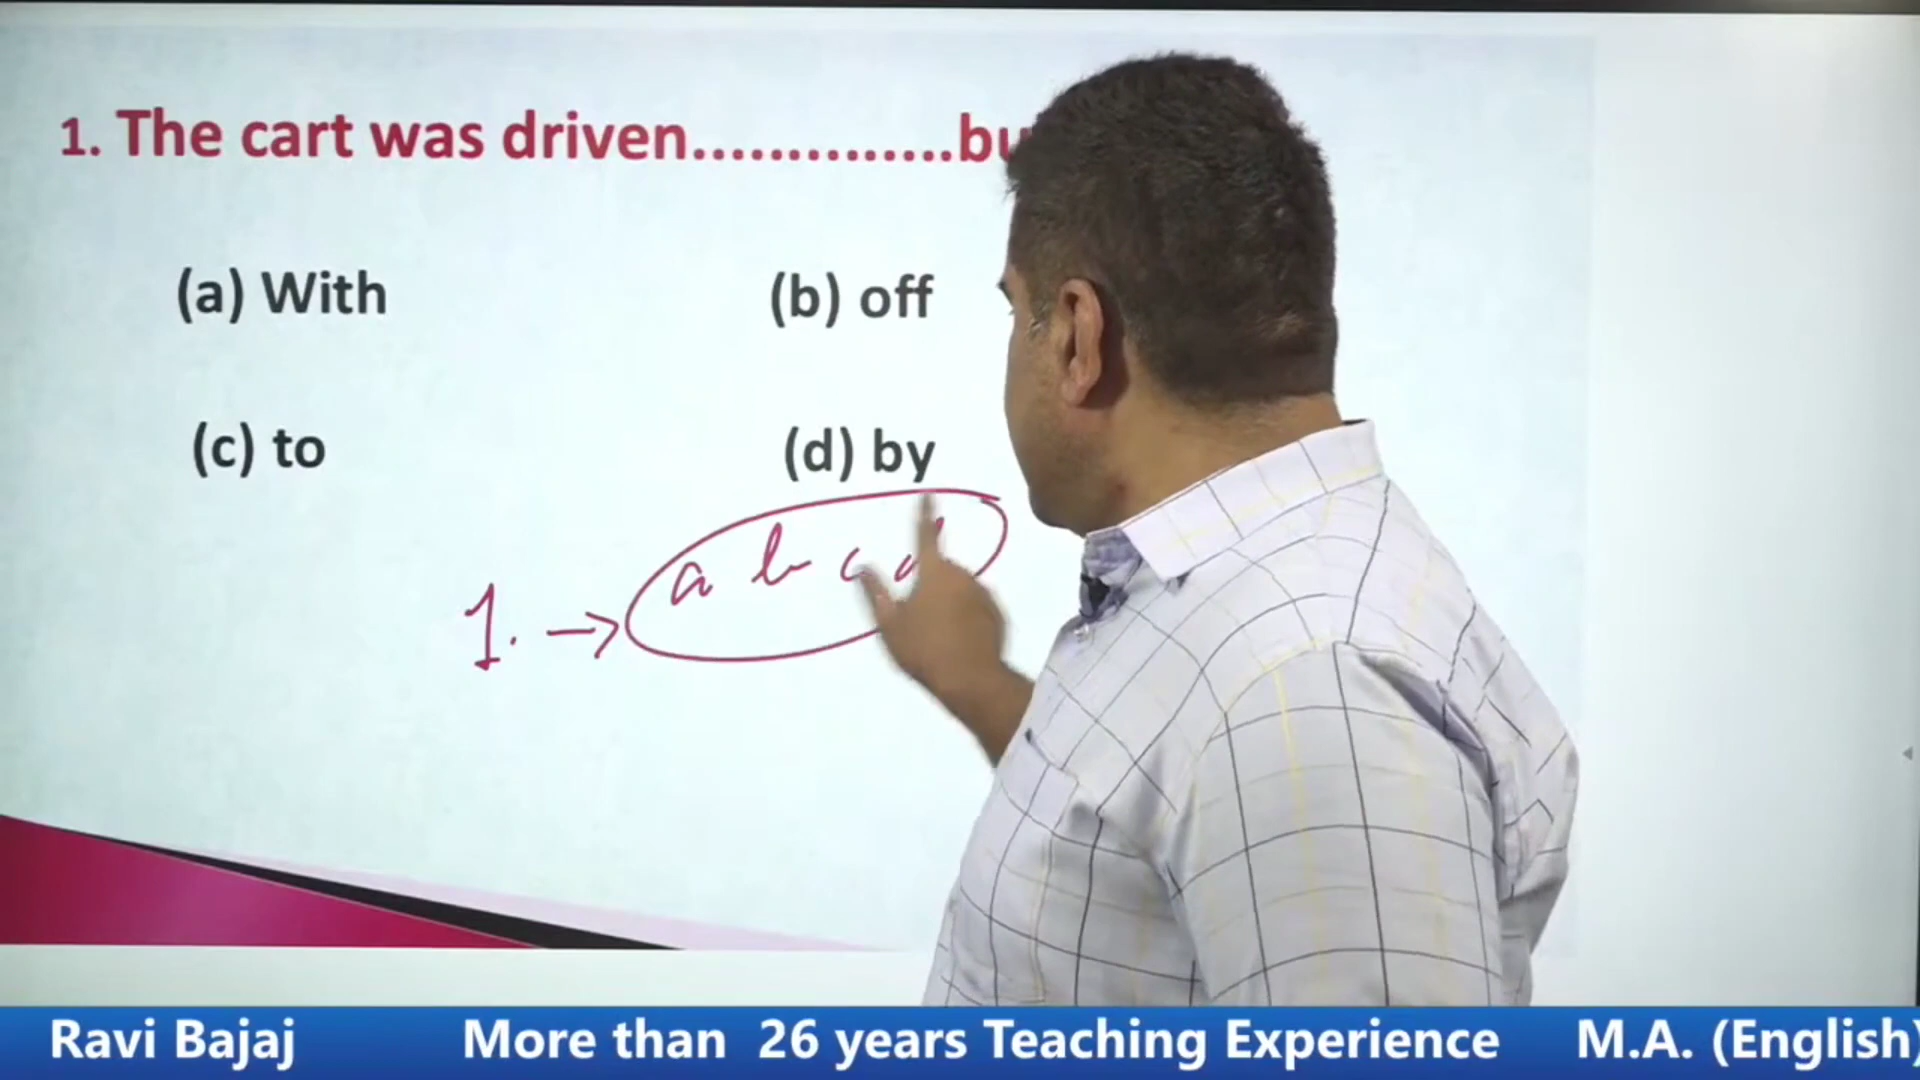 1. The cart was driven..............bu
(a) With
(b) off
(c) to
(d) by
a b c d
1. →
Ravi Bajaj More than 26 years Teaching Experience M.A. (English)